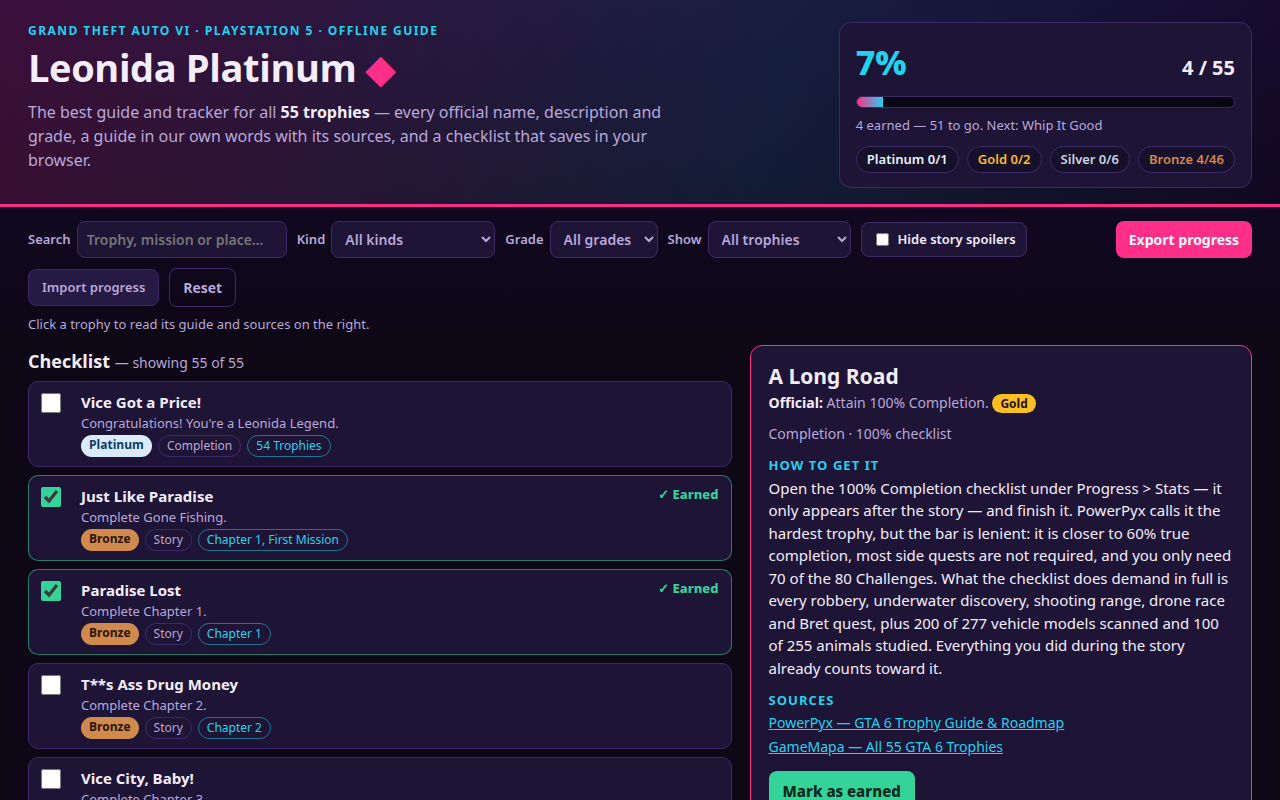 GRAND THEFT AUTO VI · PLAYSTATION 5 · OFFLINE GUIDE
Leonida Platinum
The best guide and tracker for all 55 trophies — every official name, description and
grade, a guide in our own words with its sources, and a checklist that saves in your
browser.
7% 4 / 55
4 earned — 51 to go. Next: Whip It Good
Platinum 0/1 Gold 0/2 Silver 0/6 Bronze 4/46
Search Trophy, mission or place... Kind All kinds Grade All grades Show All trophies Hide story spoilers Export progress
Import progress Reset
Click a trophy to read its guide and sources on the right.
Checklist — showing 55 of 55
Vice Got a Price!
Congratulations! You're a Leonida Legend.
Platinum Completion 54 Trophies
Just Like Paradise ✓ Earned
Complete Gone Fishing.
Bronze Story Chapter 1, First Mission
Paradise Lost ✓ Earned
Complete Chapter 1.
Bronze Story Chapter 1
T**s Ass Drug Money
Complete Chapter 2.
Bronze Story Chapter 2
Vice City, Baby!
Complete Chapter 3.
A Long Road
Official: Attain 100% Completion. Gold
Completion · 100% checklist
HOW TO GET IT
Open the 100% Completion checklist under Progress > Stats — it
only appears after the story — and finish it. PowerPyx calls it the
hardest trophy, but the bar is lenient: it is closer to 60% true
completion, most side quests are not required, and you only need
70 of the 80 Challenges. What the checklist does demand in full is
every robbery, underwater discovery, shooting range, drone race
and Bret quest, plus 200 of 277 vehicle models scanned and 100
of 255 animals studied. Everything you did during the story
already counts toward it.
SOURCES
PowerPyx — GTA 6 Trophy Guide & Roadmap
GameMapa — All 55 GTA 6 Trophies
Mark as earned